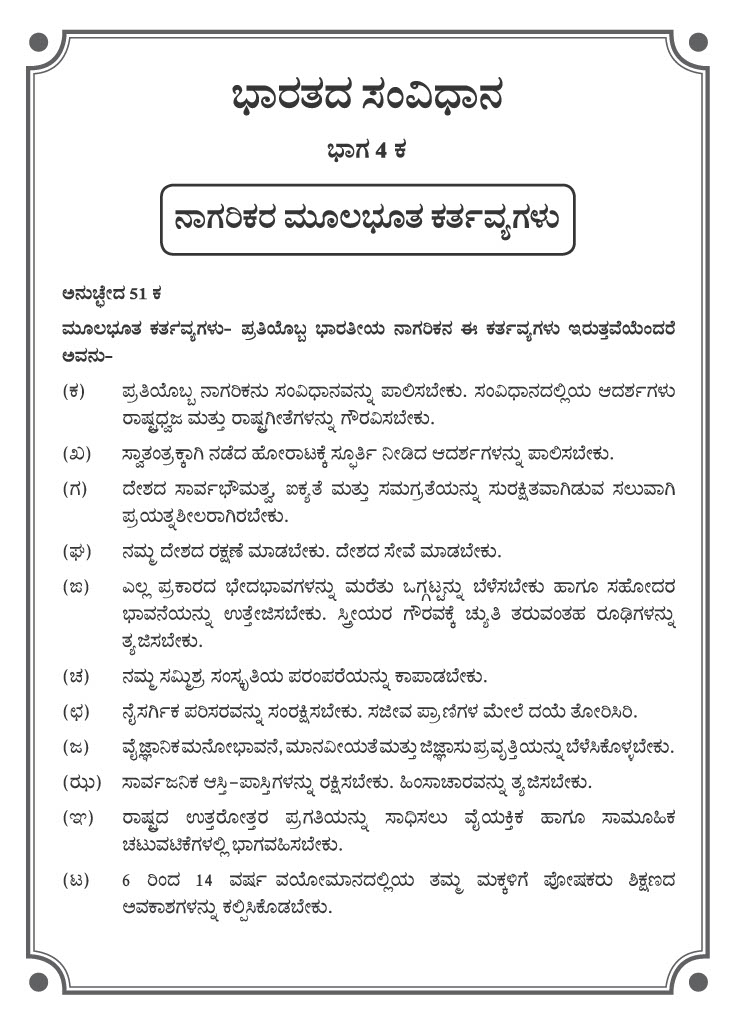 ಭಾರತದ ಸಂವಿಧಾನ
ಭಾಗ 4 ಕ
ನಾಗರಿಕರ ಮೂಲಭೂತ ಕರ್ತವ್ಯಗಳು
ಅನುಚ್ಛೇದ 51 ಕ
ಮೂಲಭೂತ ಕರ್ತವ್ಯಗಳು– ಪ್ರತಿಯೊಬ್ಬ ಭಾರತೀಯ ನಾಗರಿಕನ ಈ ಕರ್ತವ್ಯಗಳು ಇರುತ್ತವೆಯೆಂದರೆ
ಅವನು–
(ಕ) ಪ್ರತಿಯೊಬ್ಬ ನಾಗರಿಕನು ಸಂವಿಧಾನವನ್ನು ಪಾಲಿಸಬೇಕು. ಸಂವಿಧಾನದಲ್ಲಿಯ ಆದರ್ಶಗಳು
ರಾಷ್ಟ್ರಧ್ವಜ ಮತ್ತು ರಾಷ್ಟ್ರಗೀತೆಗಳನ್ನು ಗೌರವಿಸಬೇಕು.
(ಖ) ಸ್ವಾತಂತ್ರಕ್ಕಾಗಿ ನಡೆದ ಹೋರಾಟಕ್ಕೆ ಸ್ಫೂರ್ತಿ ನೀಡಿದ ಆದರ್ಶಗಳನ್ನು ಪಾಲಿಸಬೇಕು.
(ಗ) ದೇಶದ ಸಾರ್ವಭೌಮತ್ವ, ಐಕ್ಯತೆ ಮತ್ತು ಸಮಗ್ರತೆಯನ್ನು ಸುರಕ್ಷಿತವಾಗಿಡುವ ಸಲುವಾಗಿ
ಪ್ರಯತ್ನಶೀಲರಾಗಿರಬೇಕು.
(ಘ) ನಮ್ಮ ದೇಶದ ರಕ್ಷಣೆ ಮಾಡಬೇಕು. ದೇಶದ ಸೇವೆ ಮಾಡಬೇಕು.
(ಙ) ಎಲ್ಲ ಪ್ರಕಾರದ ಭೇದಭಾವಗಳನ್ನು ಮರೆತು ಒಗ್ಗಟ್ಟನ್ನು ಬೆಳೆಸಬೇಕು ಹಾಗೂ ಸಹೋದರ
ಭಾವನೆಯನ್ನು ಉತ್ತೇಜಿಸಬೇಕು. ಸ್ತ್ರೀಯರ ಗೌರವಕ್ಕೆ ಚ್ಯುತಿ ತರುವಂತಹ ರೂಢಿಗಳನ್ನು
ತ್ಯಜಿಸಬೇಕು.
(ಚ) ನಮ್ಮ ಸಮ್ಮಿಶ್ರ ಸಂಸ್ಕೃತಿಯ ಪರಂಪರೆಯನ್ನು ಕಾಪಾಡಬೇಕು.
(ಛ) ನೈಸರ್ಗಿಕ ಪರಿಸರವನ್ನು ಸಂರಕ್ಷಿಸಬೇಕು. ಸಜೀವ ಪ್ರಾಣಿಗಳ ಮೇಲೆ ದಯೆ ತೋರಿಸಿರಿ.
(ಜ) ವೈಜ್ಞಾನಿಕ ಮನೋಭಾವನೆ, ಮಾನವೀಯತೆ ಮತ್ತು ಜಿಜ್ಞಾಸು ಪ್ರವೃತ್ತಿಯನ್ನು ಬೆಳೆಸಿಕೊಳ್ಳಬೇಕು.
(ಝ) ಸಾರ್ವಜನಿಕ ಆಸ್ತಿ–ಪಾಸ್ತಿಗಳನ್ನು ರಕ್ಷಿಸಬೇಕು. ಹಿಂಸಾಚಾರವನ್ನು ತ್ಯಜಿಸಬೇಕು.
(ಞ) ರಾಷ್ಟ್ರದ ಉತ್ತರೋತ್ತರ ಪ್ರಗತಿಯನ್ನು ಸಾಧಿಸಲು ವೈಯಕ್ತಿಕ ಹಾಗೂ ಸಾಮೂಹಿಕ
ಚಟುವಟಿಕೆಗಳಲ್ಲಿ ಭಾಗವಹಿಸಬೇಕು.
(ಟ) 6 ರಿಂದ 14 ವರ್ಷ ವಯೋಮಾನದಲ್ಲಿಯ ತಮ್ಮ ಮಕ್ಕಳಿಗೆ ಪೋಷಕರು ಶಿಕ್ಷಣದ
ಅವಕಾಶಗಳನ್ನು ಕಲ್ಪಿಸಿಕೊಡಬೇಕು.